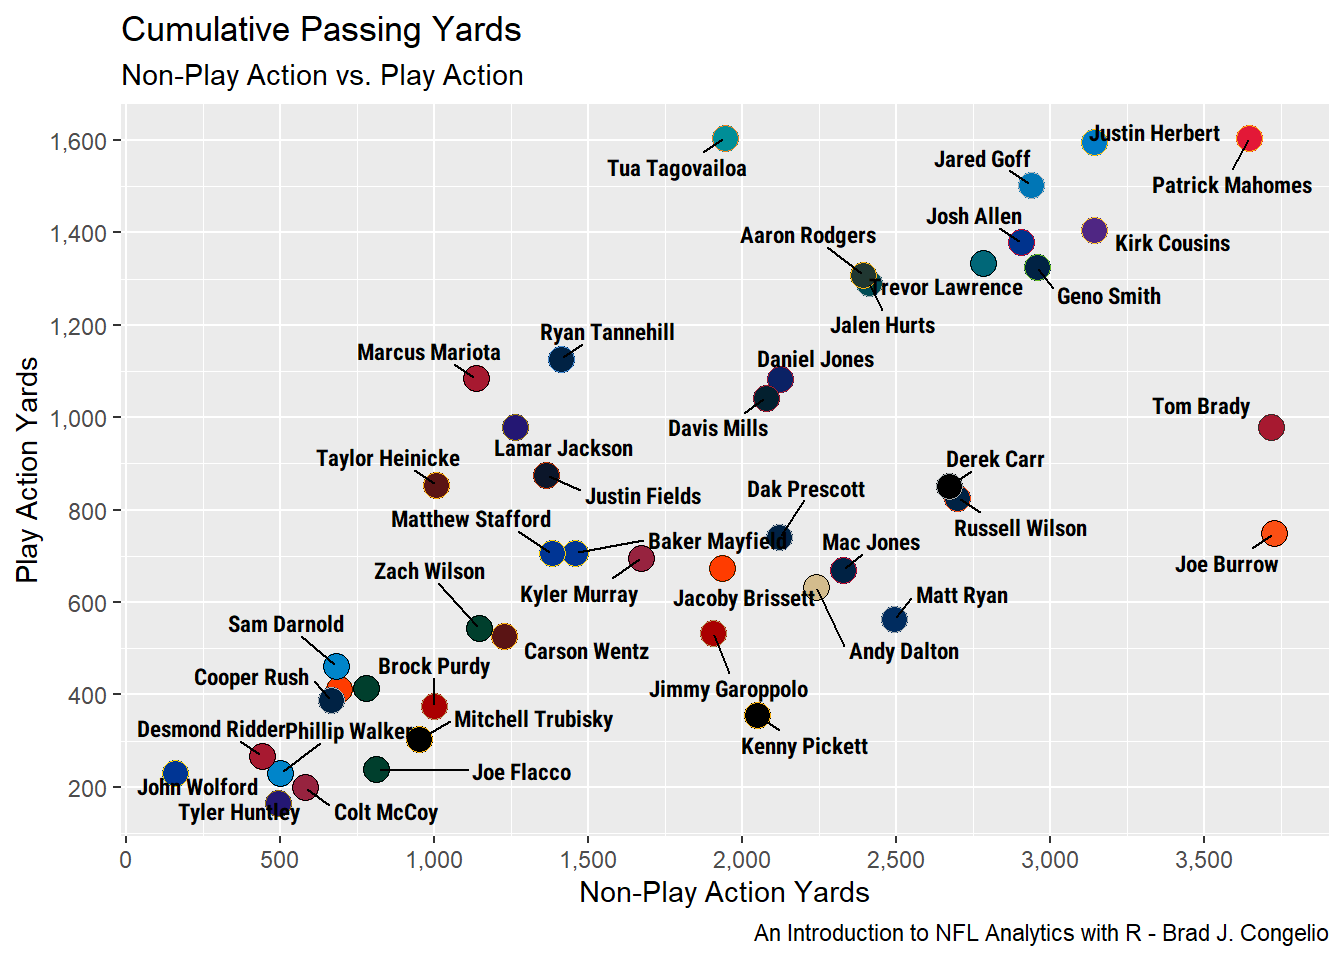 Cumulative Passing Yards
Non-Play Action vs. Play Action
Play Action Yards
1,600
1,400
1,200
1,000
800
600
400
200
Justin Herbert
Tua Tagovailoa
Jared Goff
Patrick Mahomes
Josh Allen
Aaron Rodgers
Kirk Cousins
Trevor Lawrence
Geno Smith
Jalen Hurts
Ryan Tannehill
Marcus Mariota
Daniel Jones
Tom Brady
Davis Mills
Lamar Jackson
Taylor Heinicke
Derek Carr
Justin Fields
Dak Prescott
Matthew Stafford
Russell Wilson
Baker Mayfield
Mac Jones
Joe Burrow
Zach Wilson
Kyler Murray
Jacoby Brissett
Matt Ryan
Sam Darnold
Carson Wentz
Andy Dalton
Brock Purdy
Cooper Rush
Jimmy Garoppolo
Mitchell Trubisky
Desmond Ridder
Phillip Walker
Kenny Pickett
Joe Flacco
John Wolford
Tyler Huntley
Colt McCoy
0
500
1,000
1,500
2,000
2,500
3,000
3,500
Non-Play Action Yards
An Introduction to NFL Analytics with R - Brad J. Congelio